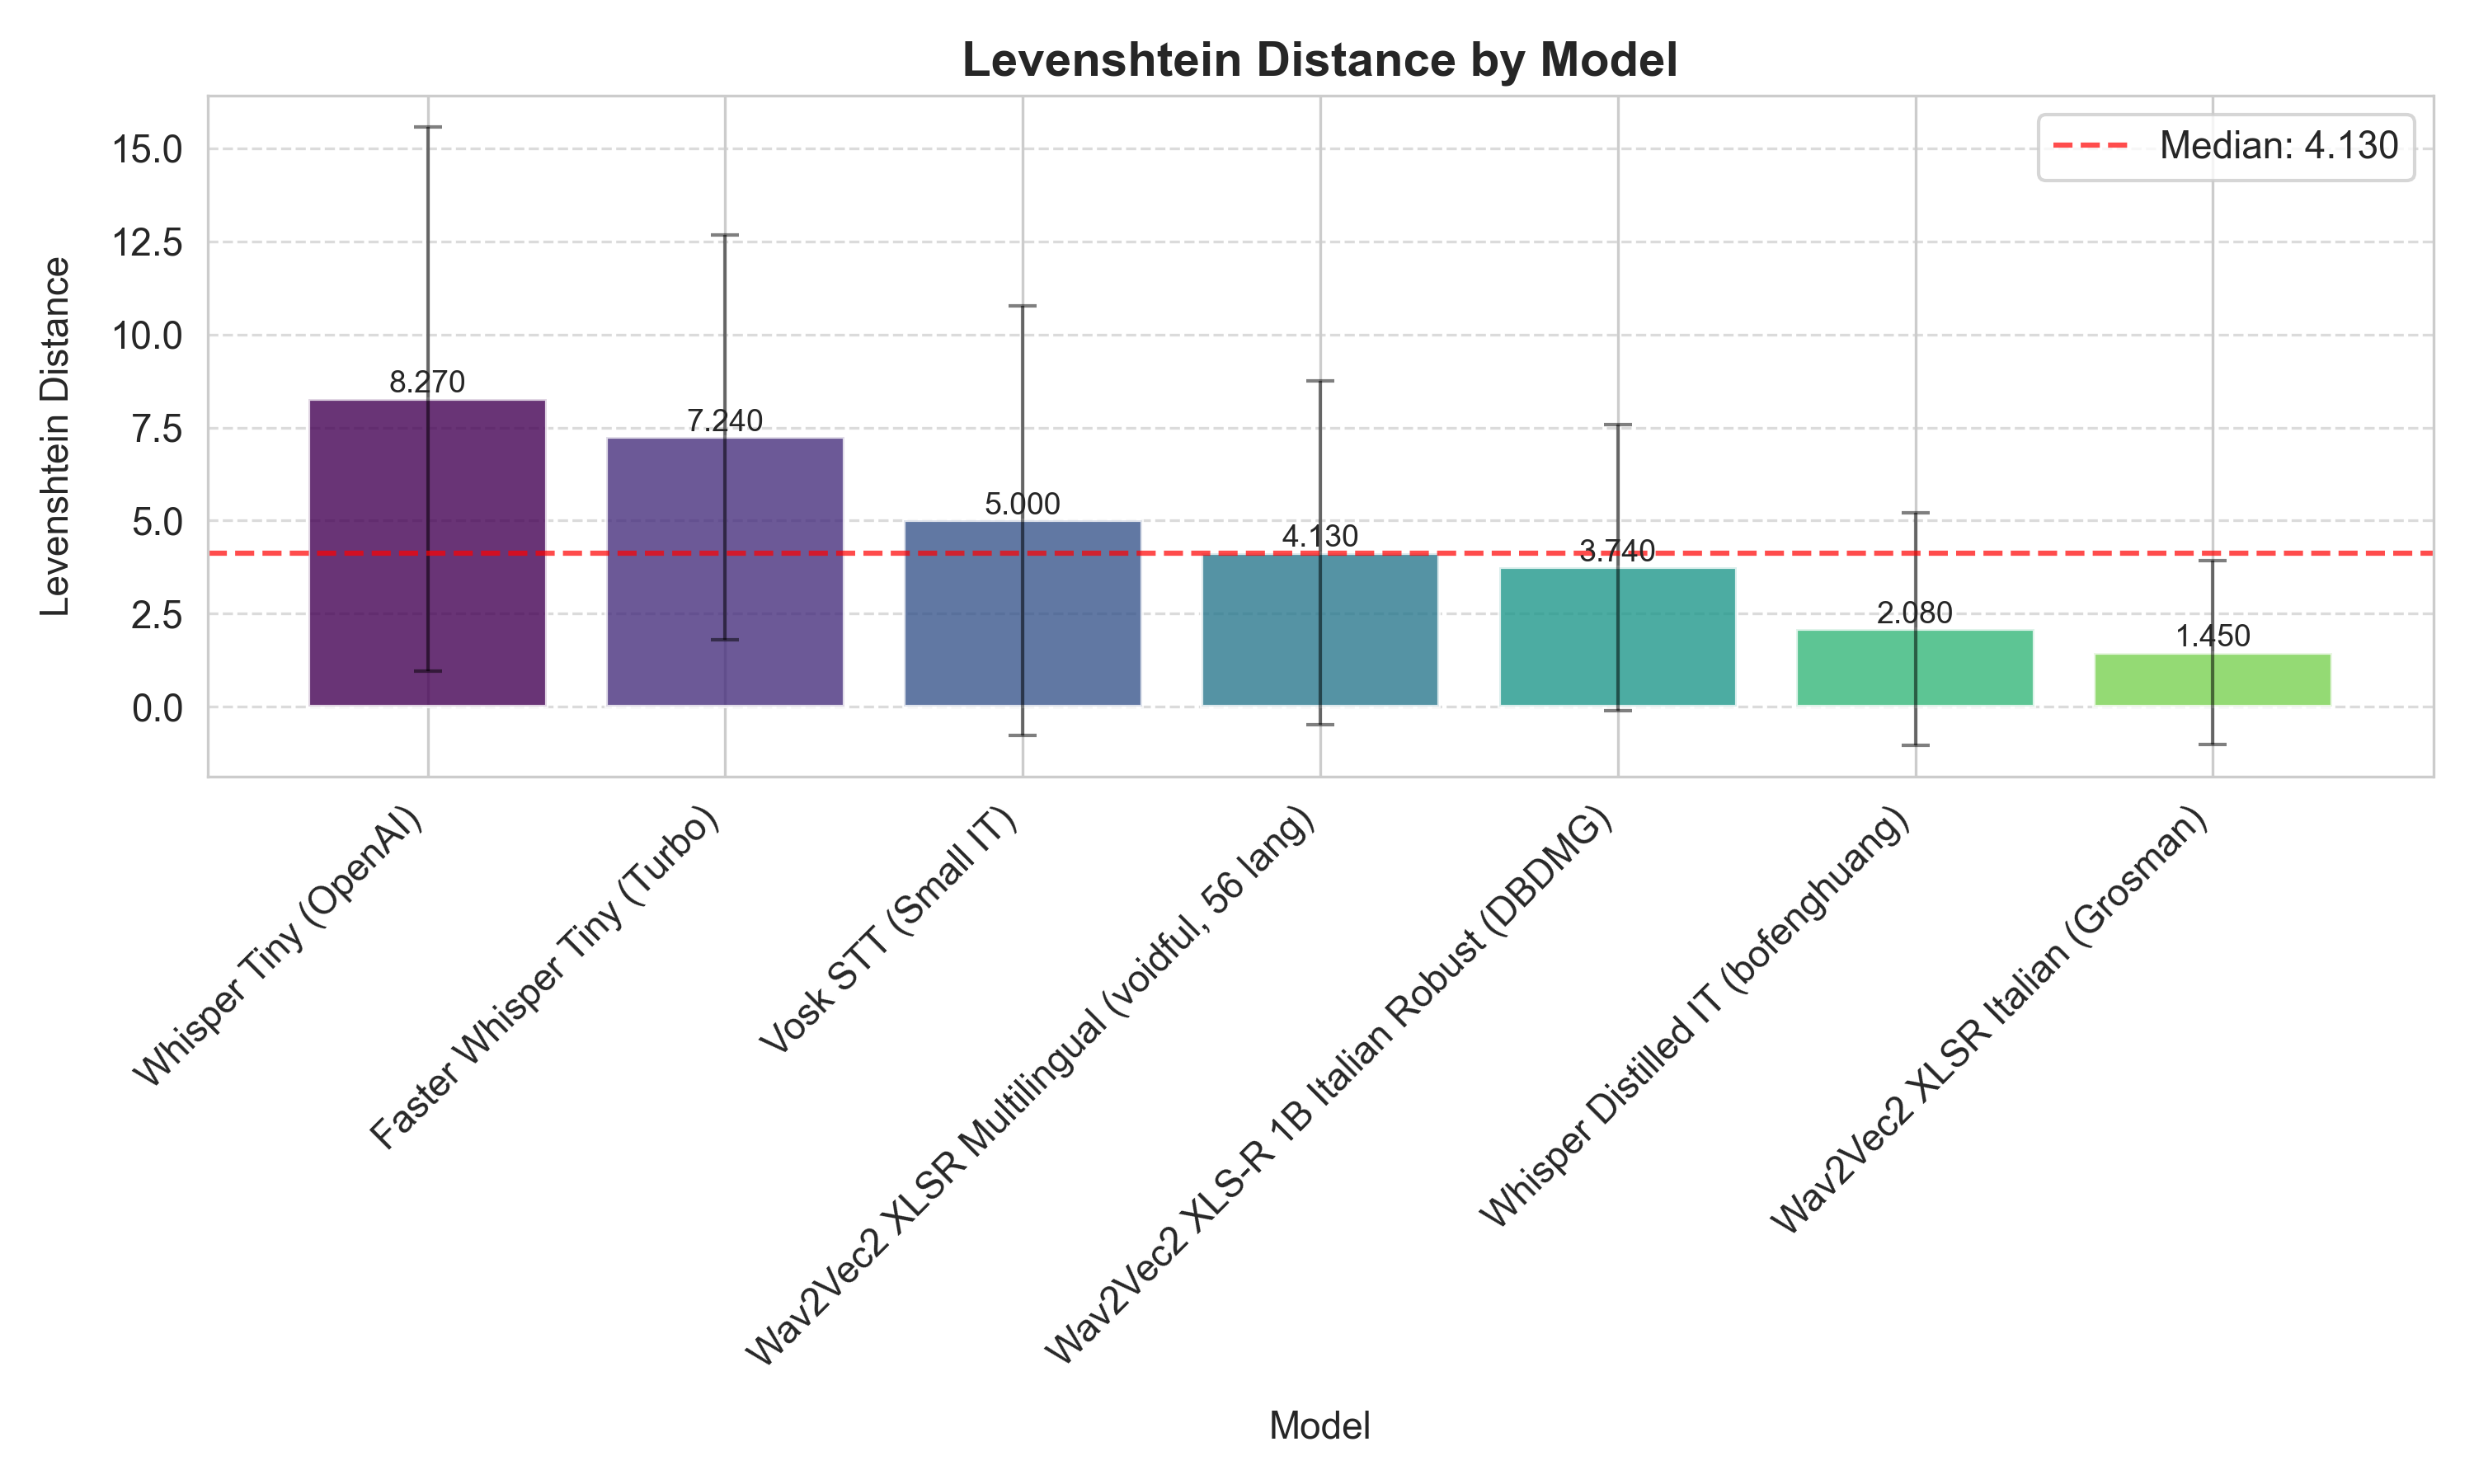 Levenshtein Distance by Model
Median: 4.130
Levenshtein Distance
15.0
12.5
10.0
7.5
5.0
2.5
0.0
8.270
7.240
5.000
4.130
3.740
2.080
1.450
Whisper Tiny (OpenAI)
Faster Whisper Tiny (Turbo)
Vosk STT (Small IT)
Wav2Vec2 XLSR Multilingual (voidful, 56 lang)
Wav2Vec2 XLS-R 1B Italian Robust (DBDMG)
Whisper Distilled IT (bofenghuang)
Wav2Vec2 XLSR Italian (Grosman)
Model